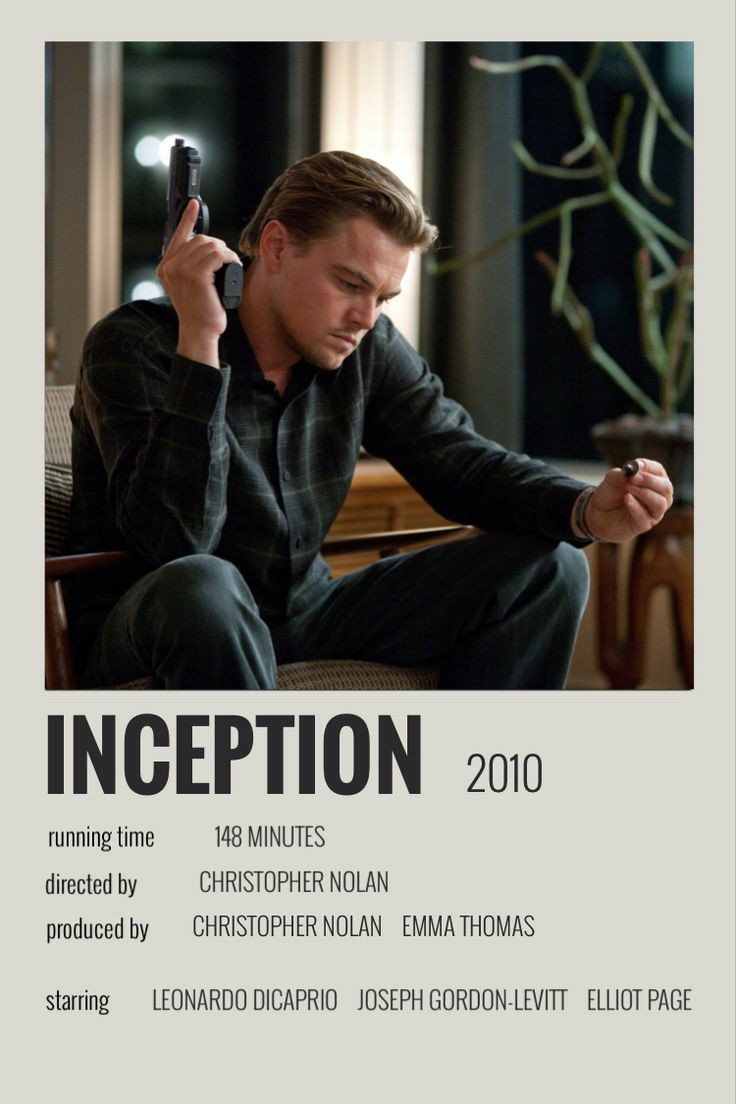 INCEPTION 2010
running time 148 MINUTES
directed by CHRISTOPHER NOLAN
produced by CHRISTOPHER NOLAN EMMA THOMAS
starring LEONARDO DICAPRIO JOSEPH GORDON-LEVITT ELLIOT PAGE